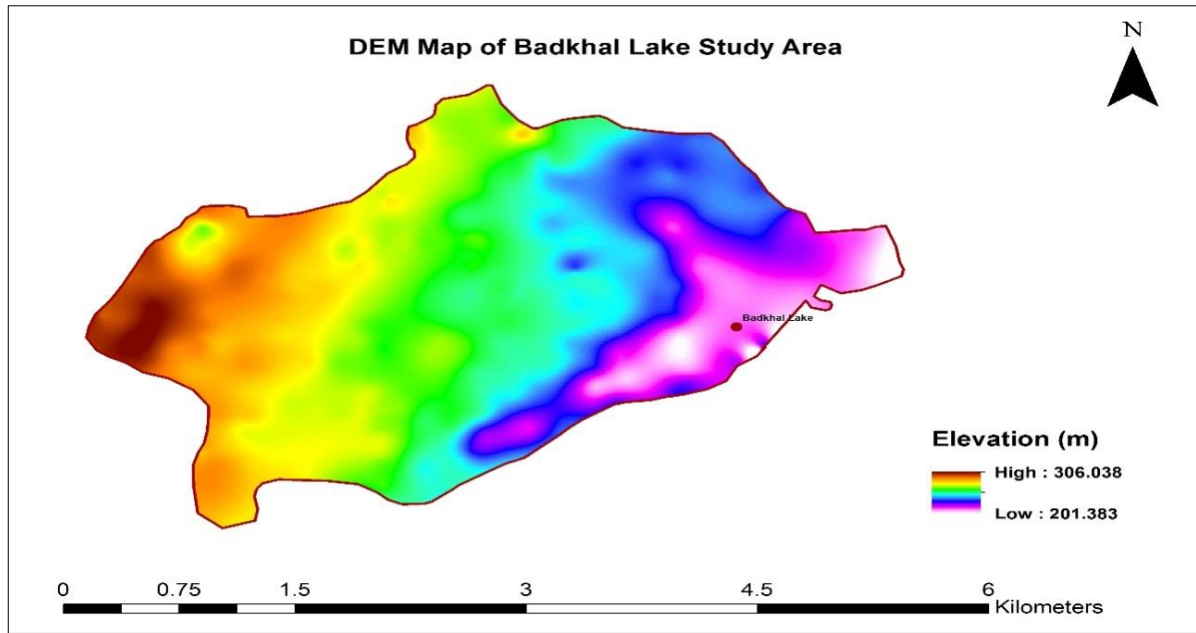 DEM Map of Badkhal Lake Study Area
N
Badkhal Lake
Elevation (m)
High : 306.038
Low : 201.383
0 0.75 1.5 3 4.5 6
Kilometers